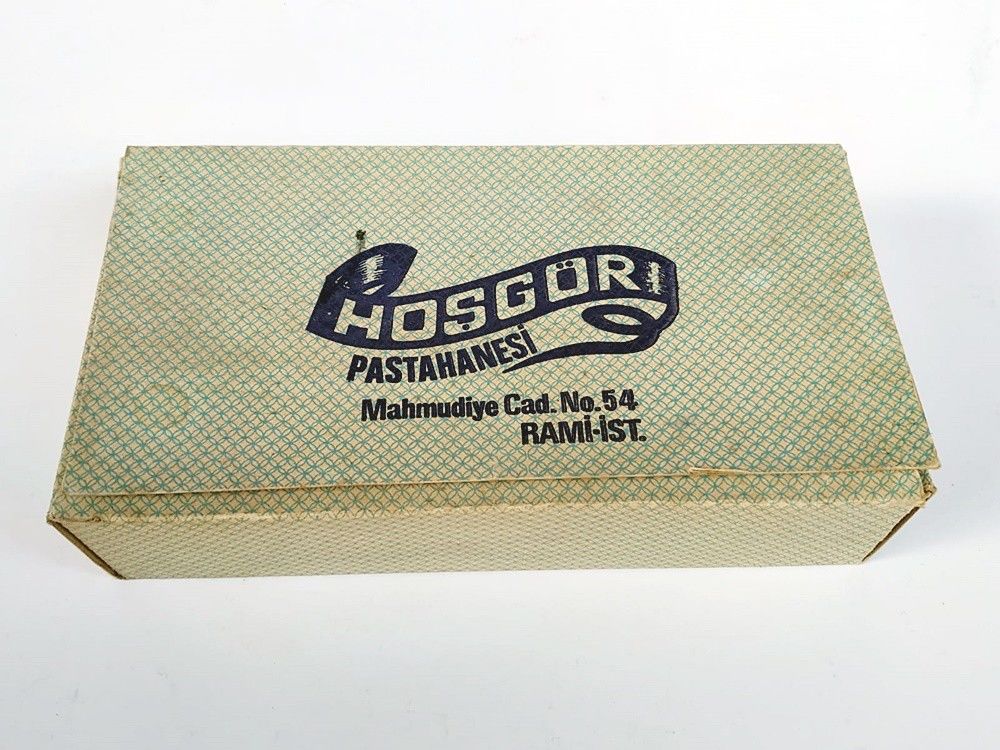 HOŞGÖR
PASTAHANESİ
Mahmudiye Cad. No.54
RAMİ-İST.